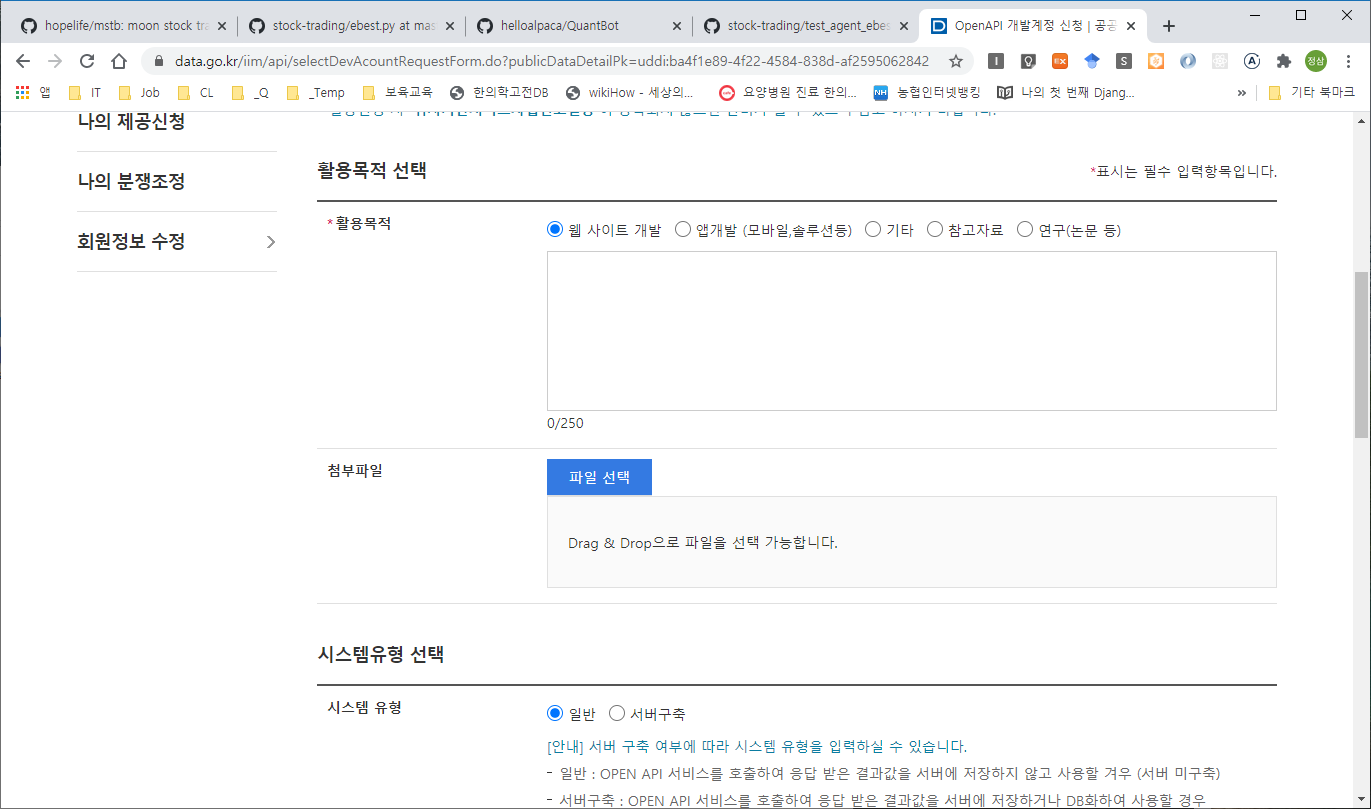 hopelife/mstb: moon stock tra
stock-trading/ebest.py at mas
helloalpaca/QuantBot
stock-trading/test_agent_ebes
OpenAPI 개발계정 신청 | 공공
data.go.kr/iim/api/selectDevAcountRequestForm.do?publicDataDetailPk=uddi:ba4f1e89-4f22-4584-838d-af2595062842
정상
앱 IT Job CL _Q _Temp 보육교육 한의학고전DB wikiHow - 세상의... 요양병원 진료 한의... 농협인터넷뱅킹 나의 첫 번째 Djang... » 기타 북마크
나의 제공신청
나의 분쟁조정
회원정보 수정
활용목적 선택
*표시는 필수 입력항목입니다.
*활용목적
웹 사이트 개발 앱개발 (모바일,솔루션등) 기타 참고자료 연구(논문 등)
0/250
첨부파일
파일 선택
Drag & Drop으로 파일을 선택 가능합니다.
시스템유형 선택
시스템 유형
일반 서버구축
[안내] 서버 구축 여부에 따라 시스템 유형을 입력하실 수 있습니다.
- 일반 : OPEN API 서비스를 호출하여 응답 받은 결과값을 서버에 저장하지 않고 사용할 겨우 (서버 미구축)
- 서버구축 : OPEN API 서비스를 호출하여 응답 받은 결과값을 서버에 저장하거나 DB화하여 사용할 경우